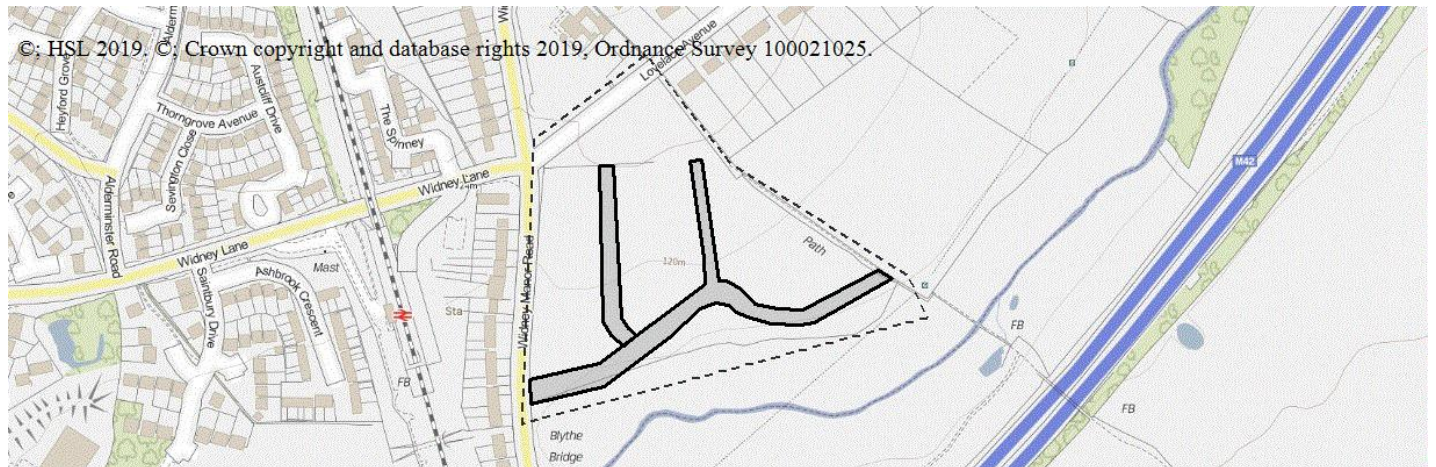 ©; HSL 2019. ©; Crown copyright and database rights 2019, Ordnance Survey 100021025.
Heyford Grove
Alderm
Austcliff Drive
Thorngrove Avenue
Sevington Close
The Spinney
Lovelace Avenue
M42
Widney Lane
Alderminster Road
Widney Lane
Saintbury Drive
Ashbrook Crescent
Mast
Sta
Widney Manor Road
120m
Path
FB
FB
FB
Blythe
Bridge